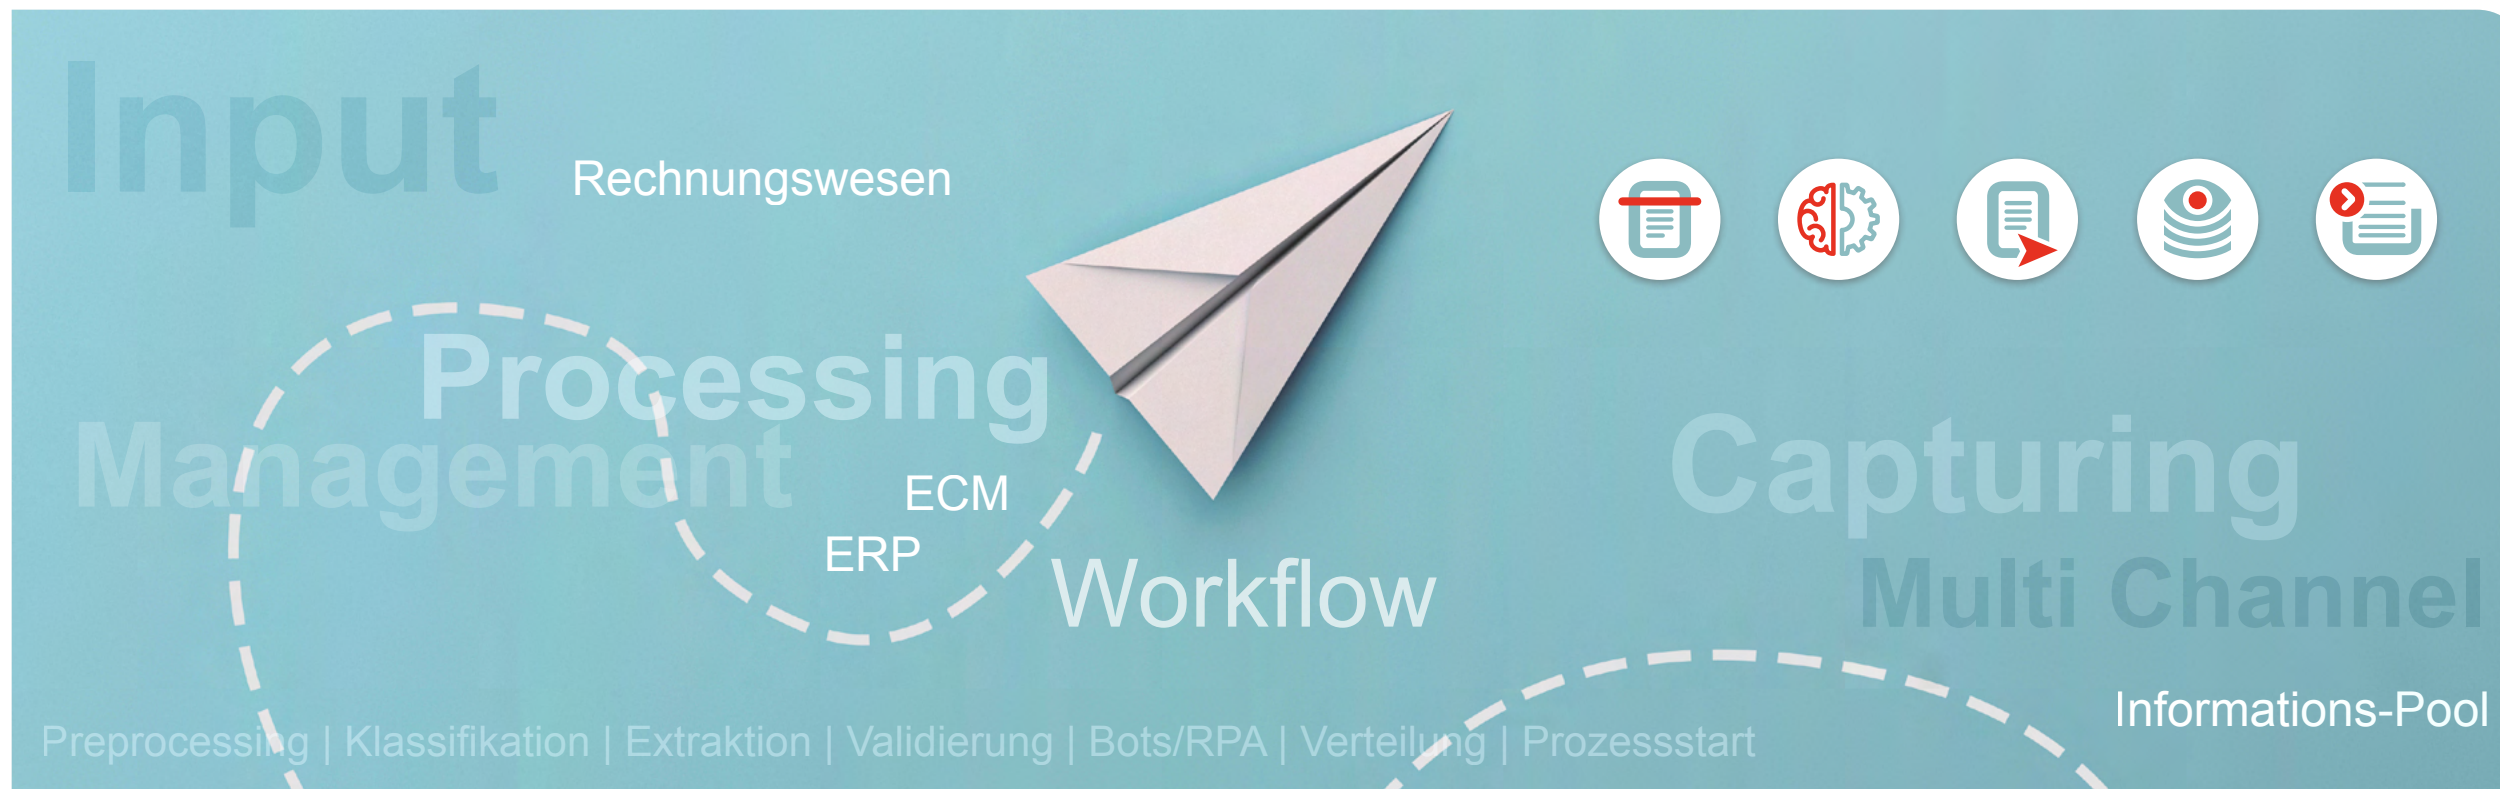 Input
Rechnungswesen
Processing
Management
Capturing
ECM
ERP
Workflow
Multi Channel
Informations-Pool
Preprocessing | Klassifikation | Extraktion | Validierung | Bots/RPA | Verteilung | Prozessstart